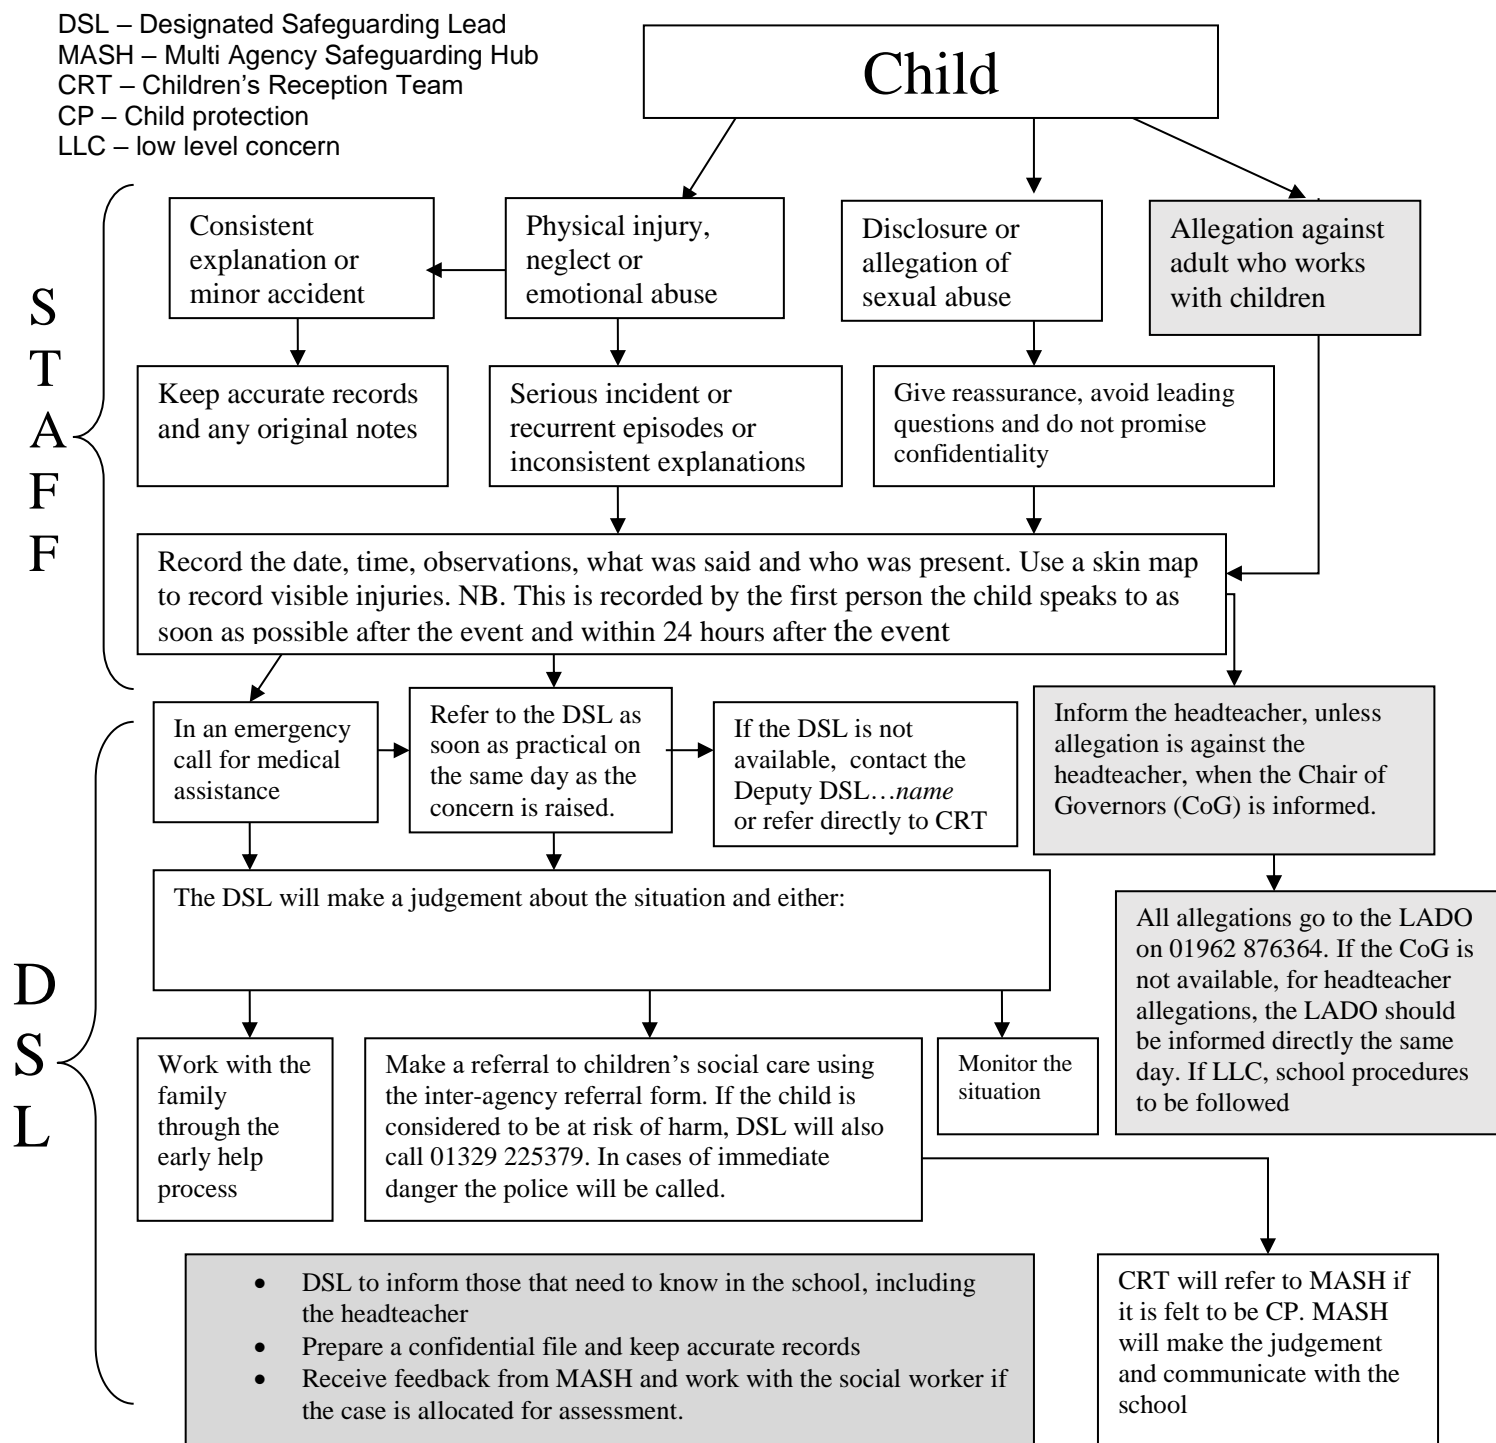 DSL – Designated Safeguarding Lead
MASH – Multi Agency Safeguarding Hub
CRT – Children's Reception Team
CP – Child protection
LLC – low level concern
Child
S
T
A
F
F
Consistent
explanation or
minor accident
Physical injury,
neglect or
emotional abuse
Disclosure or
allegation of
sexual abuse
Allegation against
adult who works
with children
Keep accurate records
and any original notes
Serious incident or
recurrent episodes or
inconsistent explanations
Give reassurance, avoid leading
questions and do not promise
confidentiality
Record the date, time, observations, what was said and who was present. Use a skin map
to record visible injuries. NB. This is recorded by the first person the child speaks to as
soon as possible after the event and within 24 hours after the event
D
S
L
In an emergency
call for medical
assistance
Refer to the DSL as
soon as practical on
the same day as the
concern is raised.
If the DSL is not
available, contact the
Deputy DSL…name
or refer directly to CRT
Inform the headteacher, unless
allegation is against the
headteacher, when the Chair of
Governors (CoG) is informed.
The DSL will make a judgement about the situation and either:
All allegations go to the LADO
on 01962 876364. If the CoG is
not available, for headteacher
allegations, the LADO should
be informed directly the same
day. If LLC, school procedures
to be followed
Work with the
family
through the
early help
process
Make a referral to children's social care using
the inter-agency referral form. If the child is
considered to be at risk of harm, DSL will also
call 01329 225379. In cases of immediate
danger the police will be called.
Monitor the
situation
• DSL to inform those that need to know in the school, including
the headteacher
• Prepare a confidential file and keep accurate records
• Receive feedback from MASH and work with the social worker if
the case is allocated for assessment.
CRT will refer to MASH if
it is felt to be CP. MASH
will make the judgement
and communicate with the
school